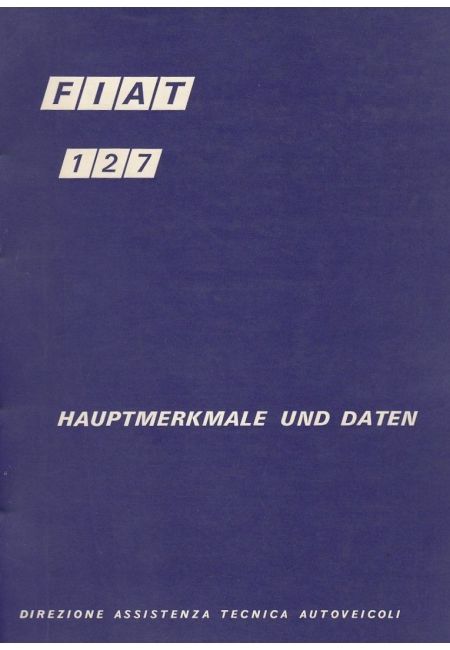 FIAT
127
HAUPTMERKMALE UND DATEN
DIREZIONE ASSISTENZA TECNICA AUTOVEICOLI